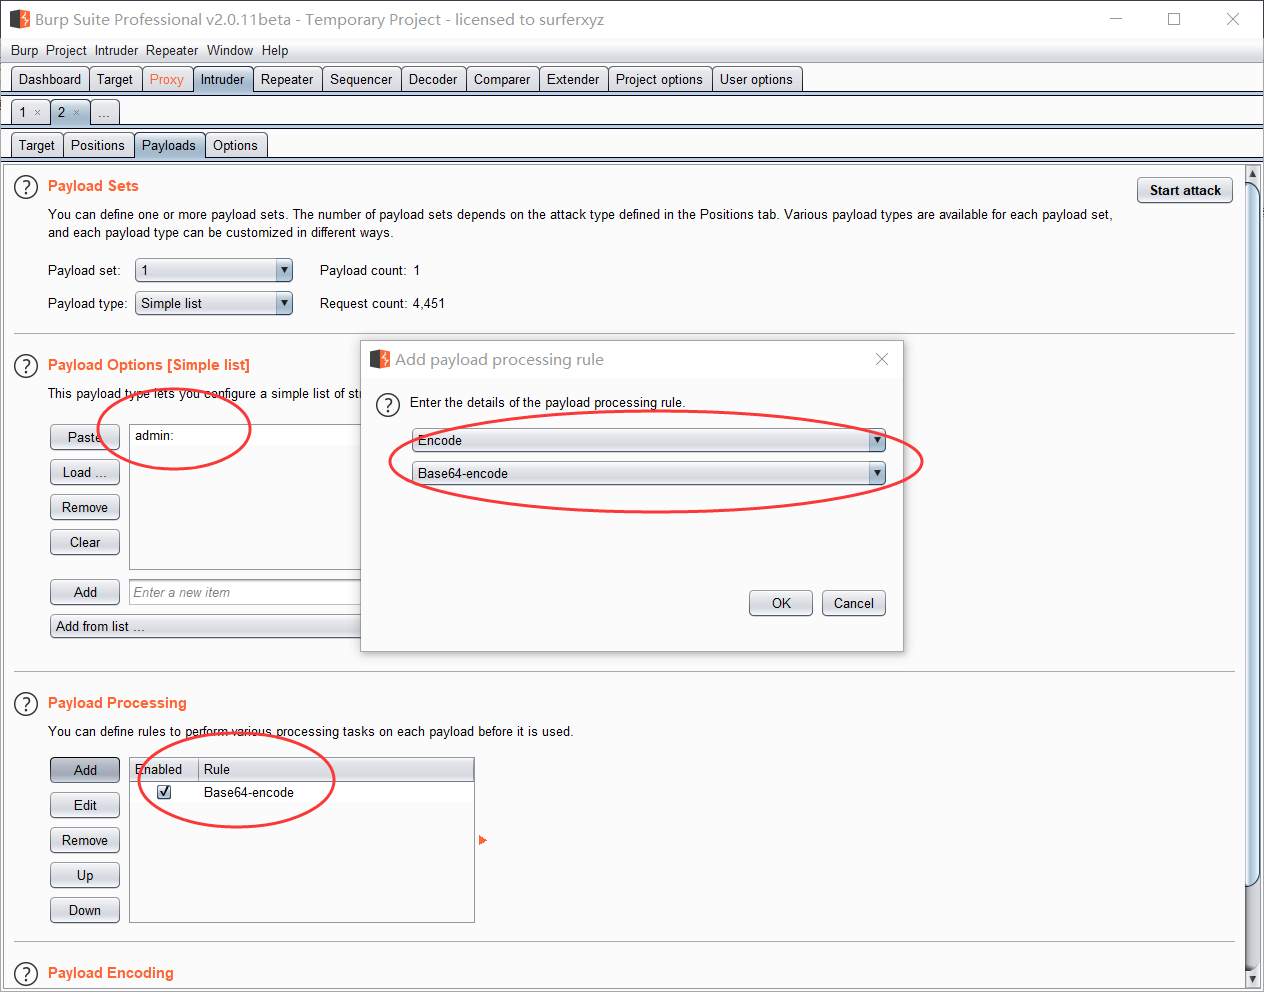 Burp Suite Professional v2.0.11beta - Temporary Project - licensed to surferxyz
Burp Project Intruder Repeater Window Help
Dashboard Target Proxy Intruder Repeater Sequencer Decoder Comparer Extender Project options User options
1 × 2 × ...
Target Positions Payloads Options
? Payload Sets
Start attack
You can define one or more payload sets. The number of payload sets depends on the attack type defined in the Positions tab. Various payload types are available for each payload set,
and each payload type can be customized in different ways.
Payload set: 1 Payload count: 1
Payload type: Simple list Request count: 4,451
? Payload Options [Simple list]
This payload type lets you configure a simple list of
Paste
admin:
Load ...
Remove
Clear
Add Enter a new item
Add from list ...
Add payload processing rule
? Enter the details of the payload processing rule.
Encode
Base64-encode
OK Cancel
? Payload Processing
You can define rules to perform various processing tasks on each payload before it is used.
Add Enabled Rule
Base64-encode
Edit
Remove
Up
Down
? Payload Encoding